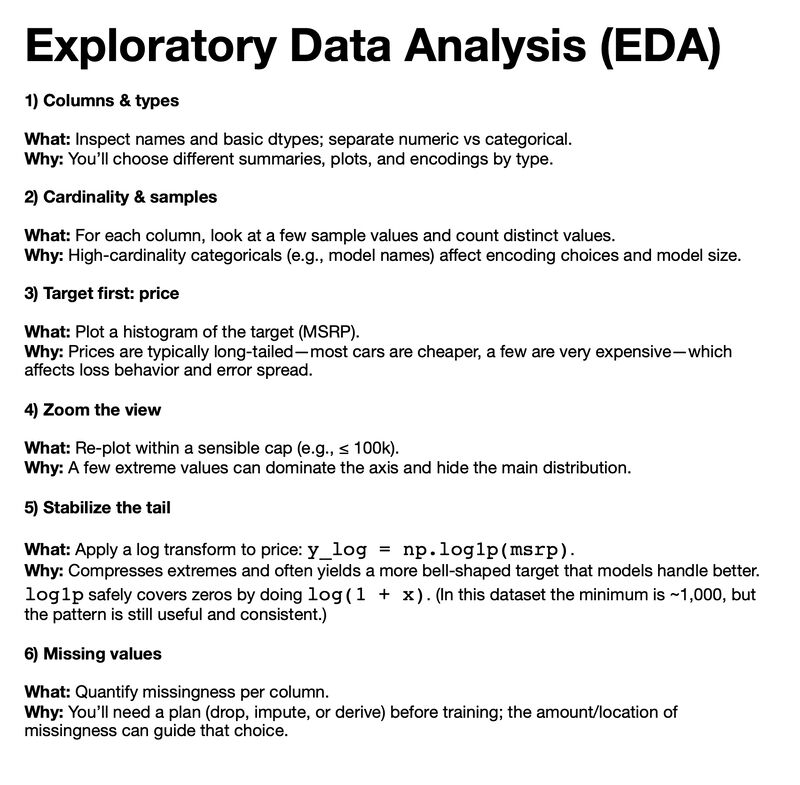 Exploratory Data Analysis (EDA)
1) Columns & types
What: Inspect names and basic dtypes; separate numeric vs categorical.
Why: You’ll choose different summaries, plots, and encodings by type.
2) Cardinality & samples
What: For each column, look at a few sample values and count distinct values.
Why: High-cardinality categoricals (e.g., model names) affect encoding choices and model size.
3) Target first: price
What: Plot a histogram of the target (MSRP).
Why: Prices are typically long-tailed—most cars are cheaper, a few are very expensive—which
affects loss behavior and error spread.
4) Zoom the view
What: Re-plot within a sensible cap (e.g., ≤ 100k).
Why: A few extreme values can dominate the axis and hide the main distribution.
5) Stabilize the tail
What: Apply a log transform to price: y_log = np.log1p(msrp).
Why: Compresses extremes and often yields a more bell-shaped target that models handle better.
log1p safely covers zeros by doing log(1 + x). (In this dataset the minimum is ~1,000, but
the pattern is still useful and consistent.)
6) Missing values
What: Quantify missingness per column.
Why: You’ll need a plan (drop, impute, or derive) before training; the amount/location of
missingness can guide that choice.